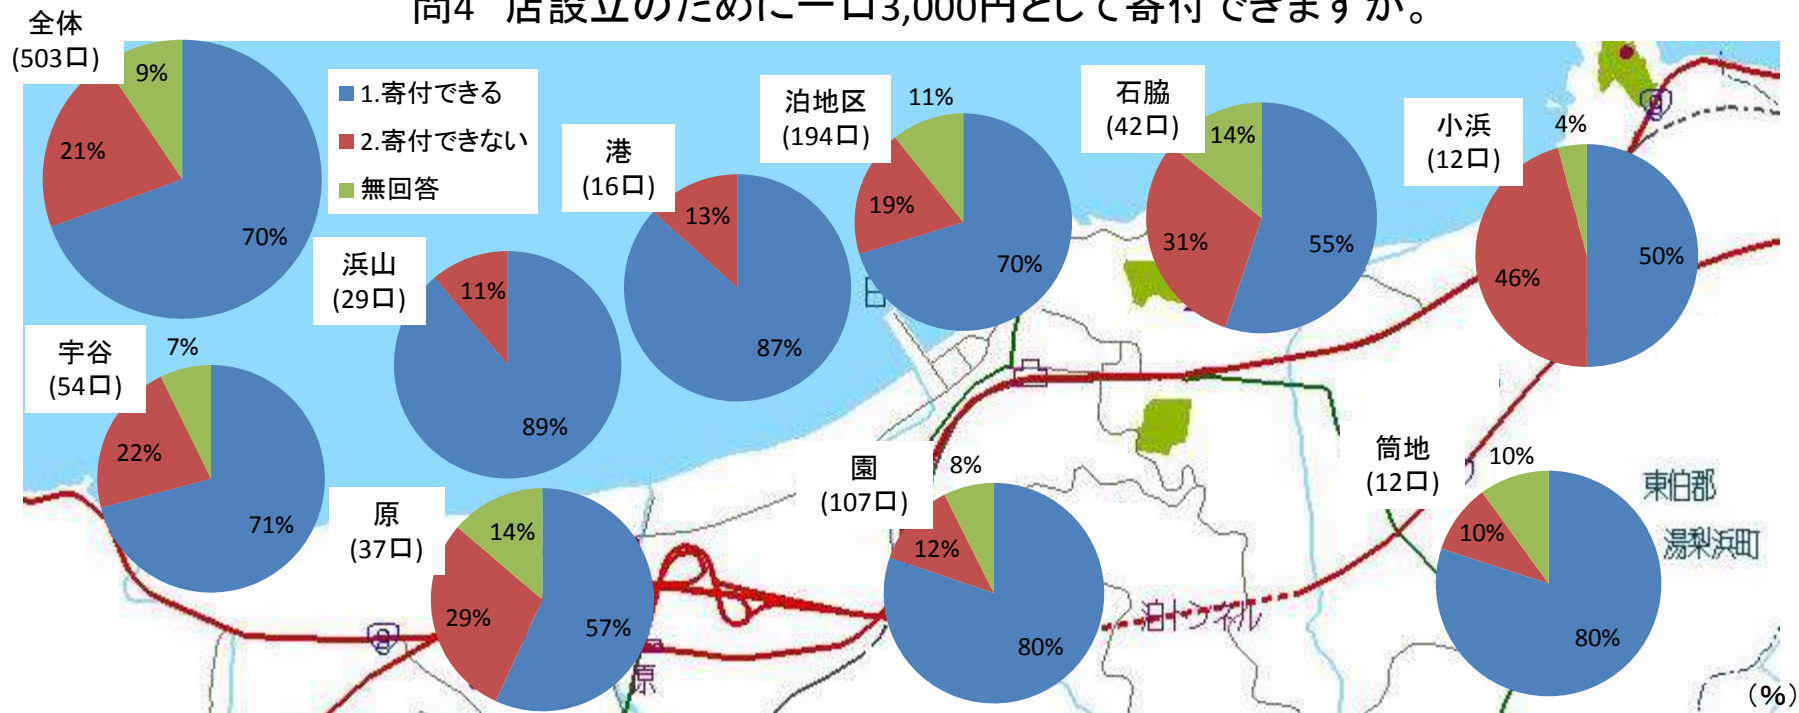 問4 店設立のために一口3,000円として寄付できますか。
全体
(503口)
9%
21%
70%
1.寄付できる
2.寄付できない
無回答
港
(16口)
13%
87%
泊地区
(194口)
11%
19%
70%
石脇
(42口)
14%
31%
55%
小浜
(12口)
4%
46%
50%
浜山
(29口)
11%
89%
宇谷
(54口)
7%
22%
71%
原
(37口)
14%
29%
57%
園
(107口)
8%
12%
80%
筒地
(12口)
10%
10%
80%
東伯郡
湯梨浜町
泊トンネル
原
9
9
(%)